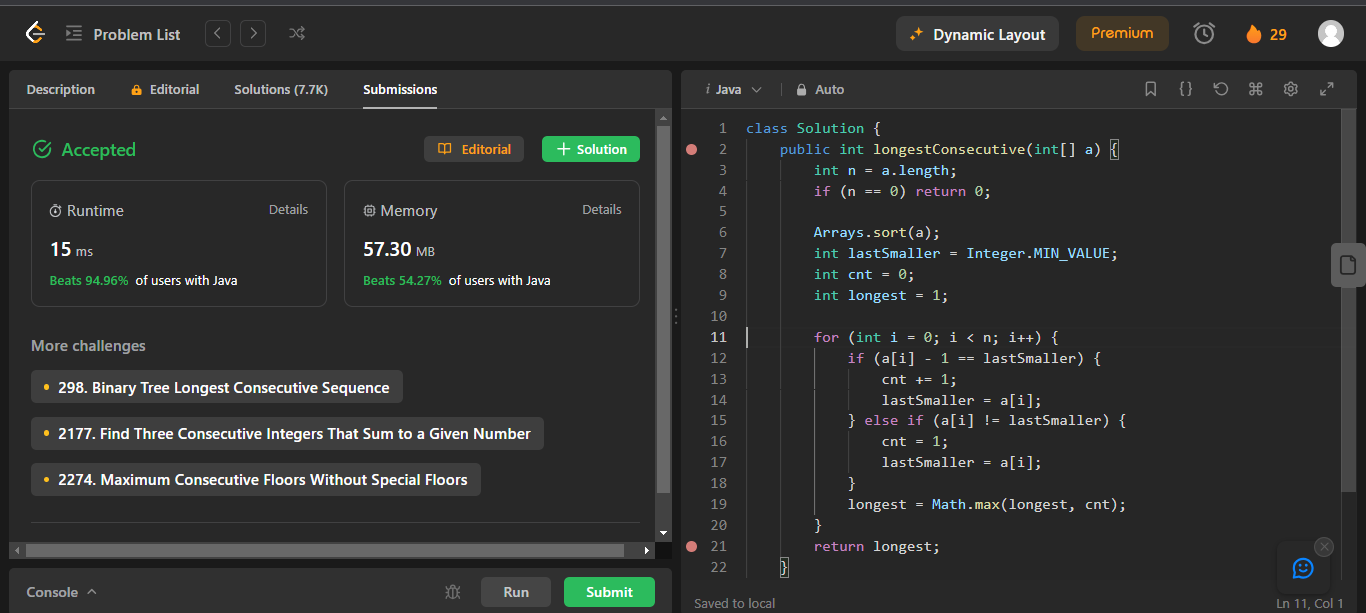 Problem List
Dynamic Layout
Premium
29
Description
Editorial
Solutions (7.7K)
Submissions
Accepted
Editorial
Solution
Runtime
Details
15 ms
Beats 94.96% of users with Java
Memory
Details
57.30 MB
Beats 54.27% of users with Java
More challenges
298. Binary Tree Longest Consecutive Sequence
2177. Find Three Consecutive Integers That Sum to a Given Number
2274. Maximum Consecutive Floors Without Special Floors
Console
Run
Submit
i Java
Auto
1 class Solution {
2 public int longestConsecutive(int[] a) {
3 int n = a.length;
4 if (n == 0) return 0;
5
6 Arrays.sort(a);
7 int lastSmaller = Integer.MIN_VALUE;
8 int cnt = 0;
9 int longest = 1;
10
11 for (int i = 0; i < n; i++) {
12 if (a[i] - 1 == lastSmaller) {
13 cnt += 1;
14 lastSmaller = a[i];
15 } else if (a[i] != lastSmaller) {
16 cnt = 1;
17 lastSmaller = a[i];
18 }
19 longest = Math.max(longest, cnt);
20 }
21 return longest;
22 }
Saved to local
Ln 11, Col 1